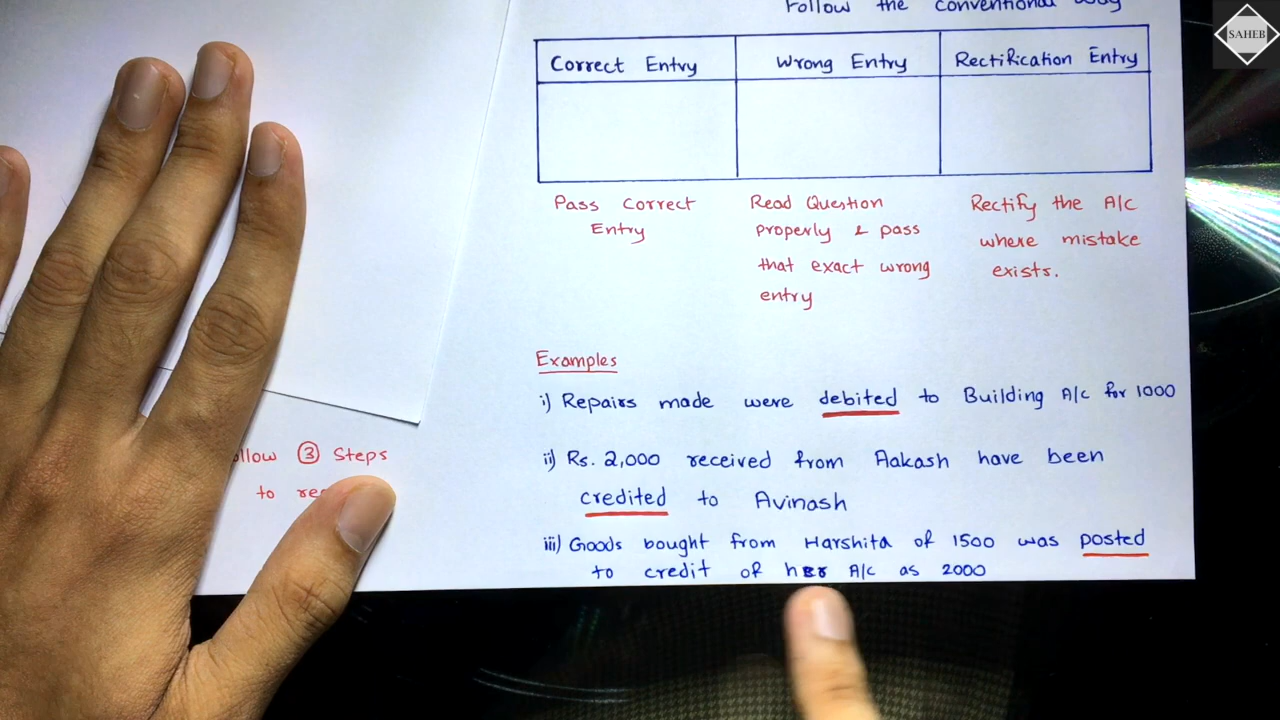 Follow the conventional way
SAHEB
Correct Entry Wrong Entry Rectification Entry
Pass Correct Entry
Read Question properly & pass that exact wrong entry
Rectify the A/c where mistake exists.
Examples
i) Repairs made were debited to Building A/c for 1000
ii) Rs. 2,000 received from Aakash have been
credited to Avinash
iii) Goods bought from Harshita of 1500 was posted
to credit of her A/c as 2000
③ Steps
to